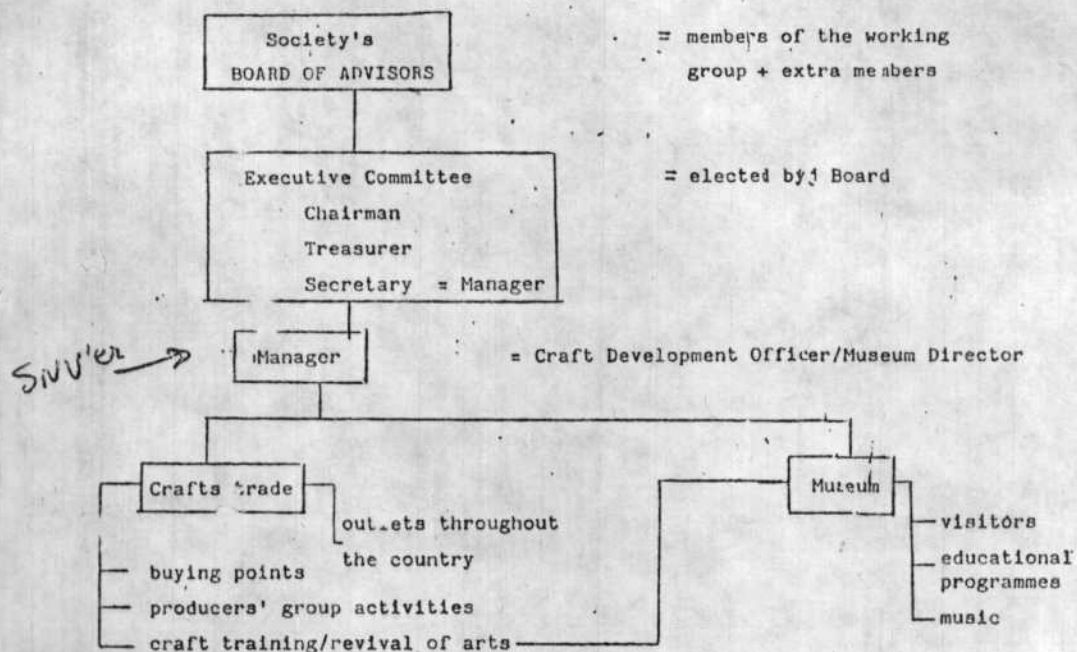 Society's
BOARD OF ADVISORS
= members of the working
group + extra members
Executive Committee
Chairman
Treasurer
Secretary = Manager
= elected by Board
Manager
= Craft Development Officer/Museum Director
Crafts trade
outlets throughout
the country
buying points
producers' group activities
craft training/revival of arts
Museum
visitors
educational
programmes
music